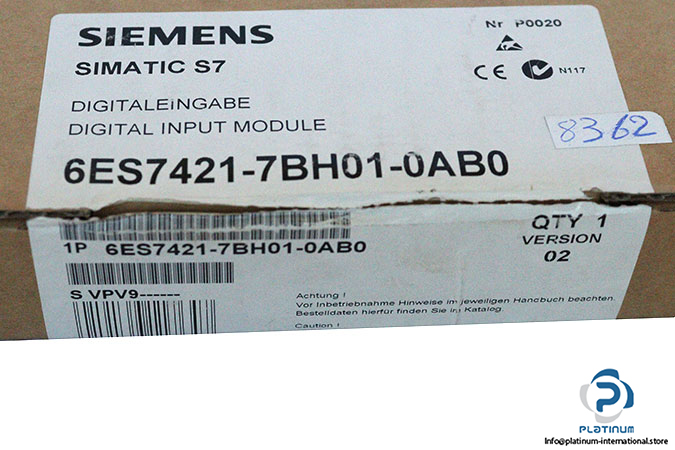 SIEMENS
Nr P0020
SIMATIC S7
N117
DIGITALEINGABE
DIGITAL INPUT MODULE
8362
6ES7421-7BH01-0AB0
QTY 1
1P 6ES7421-7BH01-0AB0
VERSION
02
S VPV9------
Achtung !
Vor Inbetriebnahme Hinweise im jeweiligen Handbuch beachten.
Bestelldaten hierfür finden Sie im Katalog
Caution !
PLATINUM
Info@platinum-international.store